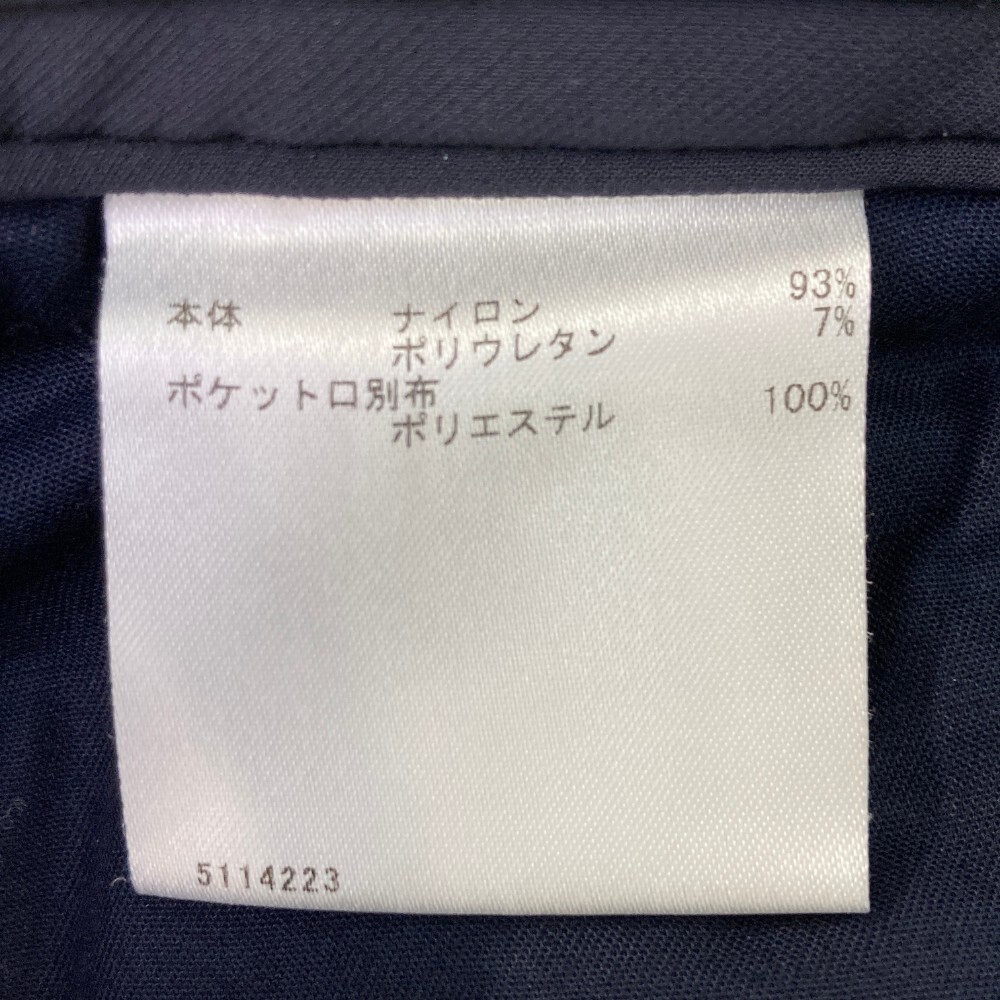 本体 ナイロン 93%
ポリウレタン 7%
ポケット口別布
ポリエステル 100%
5114223